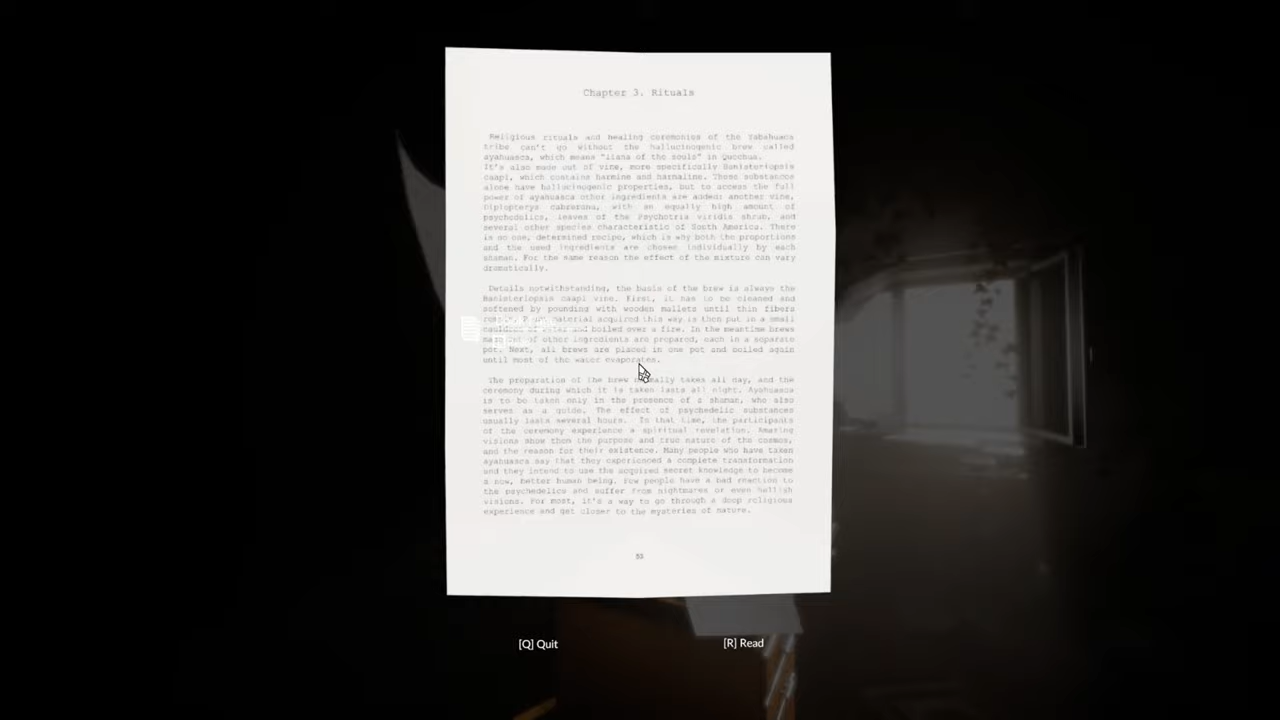 Chapter 3. Rituals
Religious rituals and healing ceremonies of the Yabahuaca
tribe can't go without the hallucinogenic brew called
ayahuasca, which means "liana of the souls" in Quechua.
It's also made out of vine, more specifically Banisteriopsis
caapi, which contains harmine and harmaline. These substances
alone have hallucinogenic properties, but to access the full
power of ayahuasca other ingredients are added: another vine,
Diplopterys cabrerana, with an equally high amount of
psychedelics, leaves of the Psychotria viridis shrub, and
several other species characteristic of South America. There
is no one, determined recipe, which is why both the proportions
and the used ingredients are chosen individually by each
shaman. For the same reason the effect of the mixture can vary
dramatically.
Details notwithstanding, the basis of the brew is always the
Banisteriopsis caapi vine. First, it has to be cleaned and
softened by pounding with wooden mallets until thin fibers
material acquired this way is then put in a small
cauldron of water and boiled over a fire. In the meantime brews
made out of other ingredients are prepared, each in a separate
pot. Next, all brews are placed in one pot and boiled again
until most of the water evaporates.
The preparation of the brew normally takes all day, and the
ceremony during which it is taken lasts all night. Ayahuasca
is to be taken only in the presence of a shaman, who also
serves as a guide. The effect of psychedelic substances
usually lasts several hours. In that time, the participants
of the ceremony experience a spiritual revelation. Amazing
visions show them the purpose and true nature of the cosmos,
and the reason for their existence. Many people who have taken
ayahuasca say that they experienced a complete transformation
and they intend to use the acquired secret knowledge to become
a new, better human being. Few people have a bad reaction to
the psychedelics and suffer from nightmares or even hellish
visions. For most, it's a way to go through a deep religious
experience and get closer to the mysteries of nature.
53
[Q] Quit
[R] Read